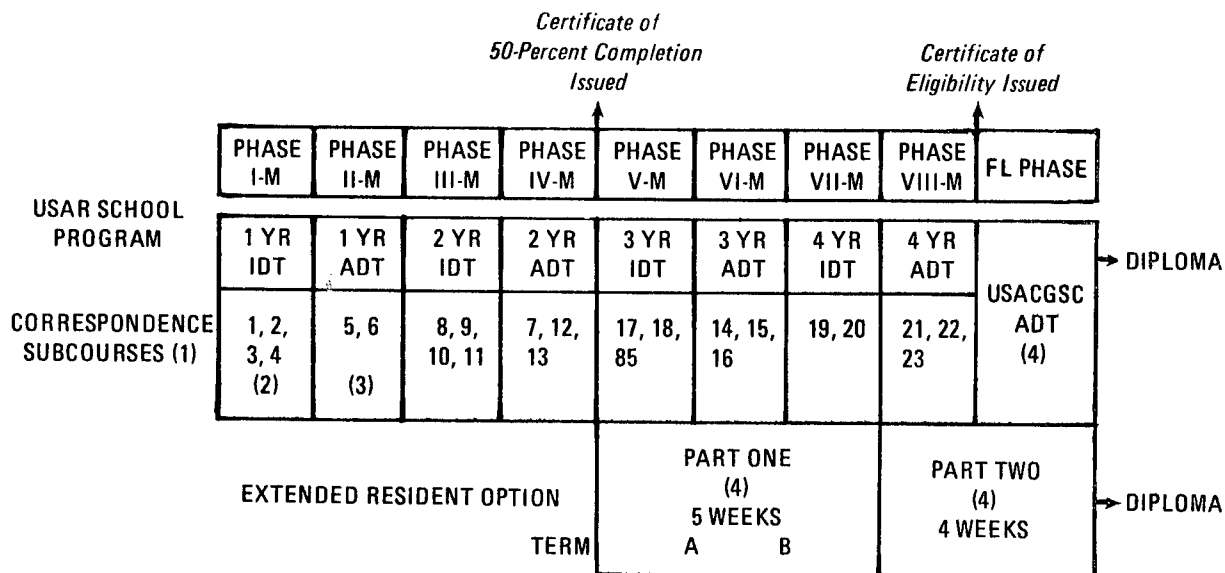 Certificate of
50-Percent Completion
Issued
Certificate of
Eligibility Issued
PHASE I-M
PHASE II-M
PHASE III-M
PHASE IV-M
PHASE V-M
PHASE VI-M
PHASE VII-M
PHASE VIII-M
FL PHASE
USAR SCHOOL
PROGRAM
1 YR IDT
1 YR ADT
2 YR IDT
2 YR ADT
3 YR IDT
3 YR ADT
4 YR IDT
4 YR ADT
USACGSC
ADT
(4)
DIPLOMA
CORRESPONDENCE
SUBCOURSES (1)
1, 2,
3, 4
(2)
5, 6
(3)
8, 9,
10, 11
7, 12,
13
17, 18,
85
14, 15,
16
19, 20
21, 22,
23
EXTENDED RESIDENT OPTION
TERM
PART ONE
(4)
5 WEEKS
A B
PART TWO
(4)
4 WEEKS
DIPLOMA